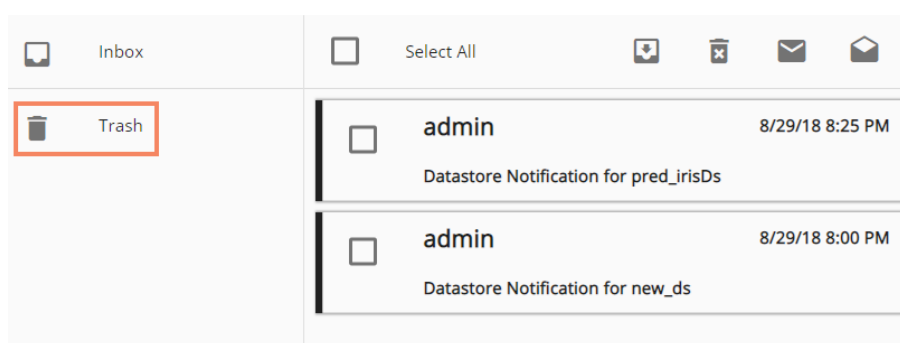 Inbox
Select All
Trash
admin
8/29/18 8:25 PM
Datastore Notification for pred_irisDs
admin
8/29/18 8:00 PM
Datastore Notification for new_ds